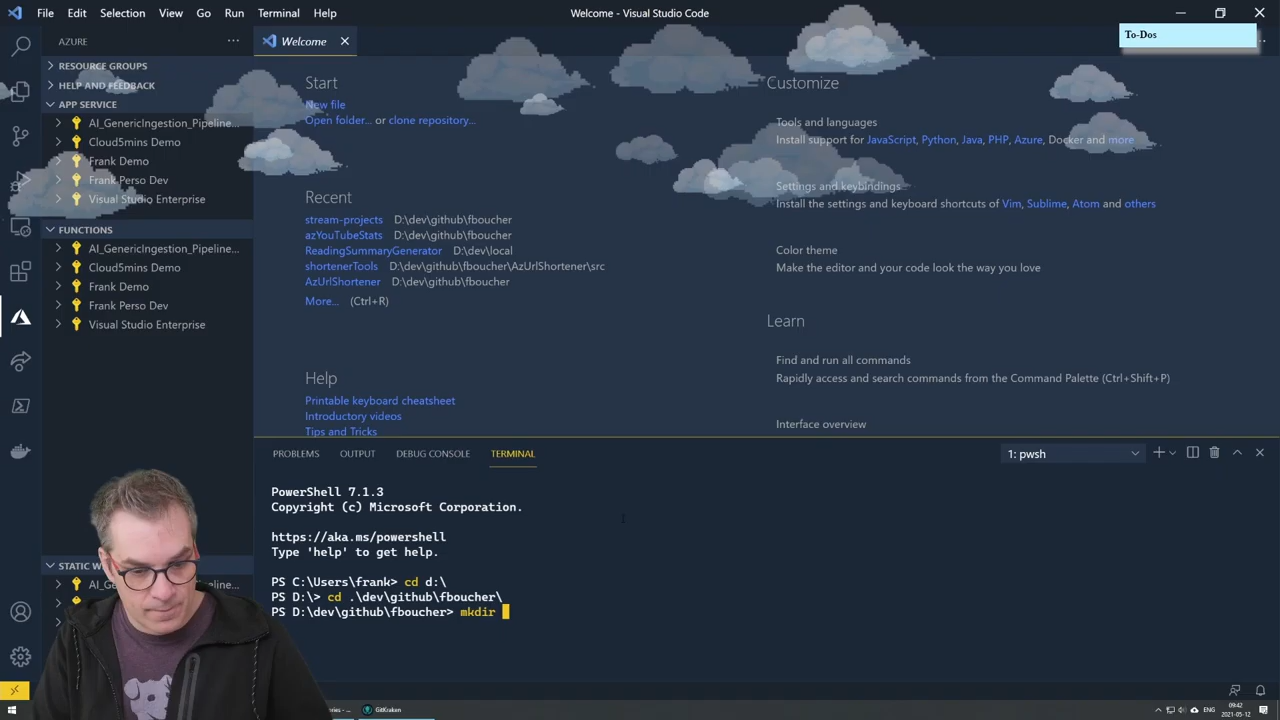 File Edit Selection View Go Run Terminal Help
Welcome - Visual Studio Code
To-Dos
AZURE
Welcome
RESOURCE GROUPS
HELP AND FEEDBACK
APP SERVICE
AI_GenericIngestion_Pipeline...
Cloud5mins Demo
Frank Demo
Frank Perso Dev
Visual Studio Enterprise
FUNCTIONS
AI_GenericIngestion_Pipeline...
Cloud5mins Demo
Frank Demo
Frank Perso Dev
Visual Studio Enterprise
STATIC W
Start
New file
Open folder... or clone repository...
Recent
stream-projects D:\dev\github\fboucher
azYouTubeStats D:\dev\github\fboucher
ReadingSummaryGenerator D:\dev\local
shortenerTools D:\dev\github\fboucher\AzUrlShortener\src
AzUrlShortener D:\dev\github\fboucher
More... (Ctrl+R)
Help
Printable keyboard cheatsheet
Introductory videos
Tips and Tricks
Customize
Tools and languages
Install support for JavaScript, Python, Java, PHP, Azure, Docker and more
Settings and keybindings
Install the settings and keyboard shortcuts of Vim, Sublime, Atom and others
Color theme
Make the editor and your code look the way you love
Learn
Find and run all commands
Rapidly access and search commands from the Command Palette (Ctrl+Shift+P)
Interface overview
PROBLEMS OUTPUT DEBUG CONSOLE TERMINAL
1: pwsh
PowerShell 7.1.3
Copyright (c) Microsoft Corporation.
https://aka.ms/powershell
Type 'help' to get help.
PS C:\Users\frank> cd d:\
PS D:\> cd .\dev\github\fboucher\
PS D:\dev\github\fboucher> mkdir
GitKraken
ENG
09:42
2021-05-12